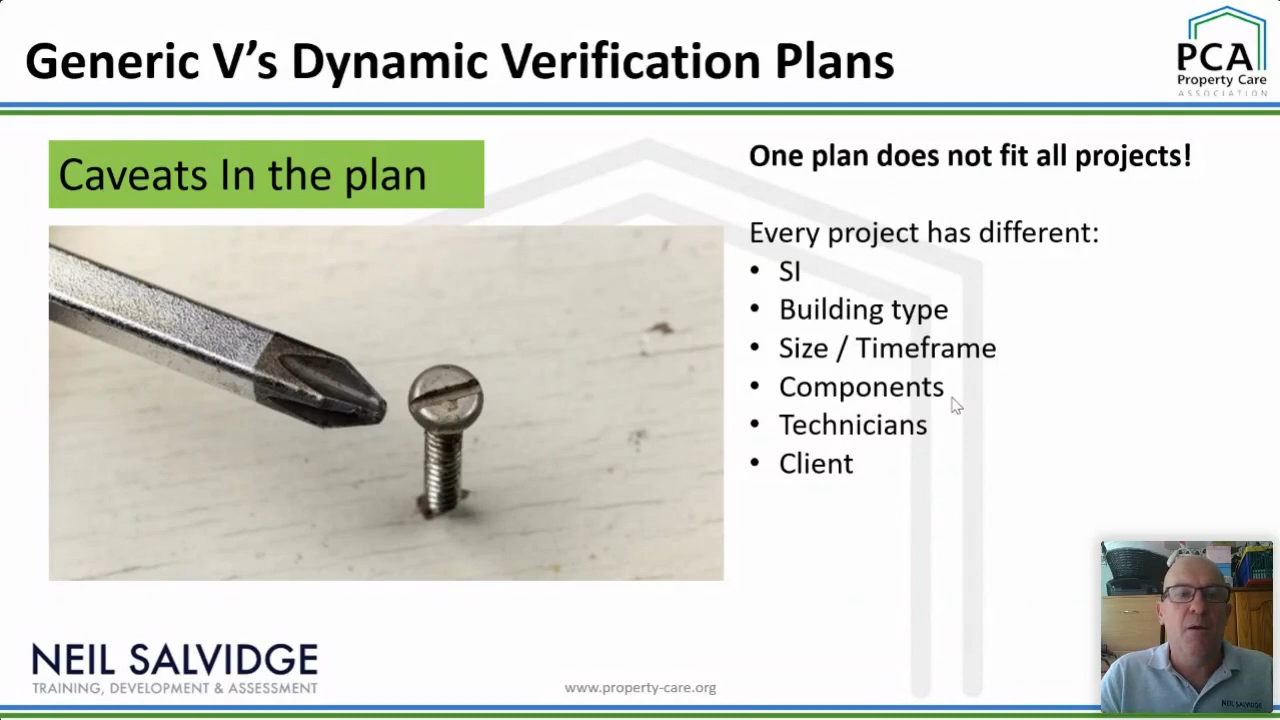 Generic V's Dynamic Verification Plans
PCA
Property Care
ASSOCIATION
Caveats In the plan
One plan does not fit all projects!
Every project has different:
• SI
• Building type
• Size / Timeframe
• Components
• Technicians
• Client
NEIL SALVIDGE
TRAINING, DEVELOPMENT & ASSESSMENT
www.property-care.org
NEIL SALVIDGE